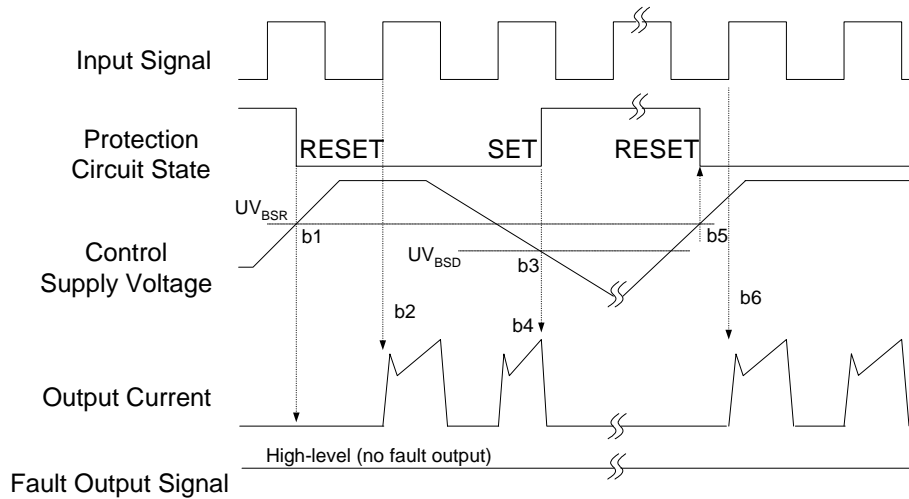 Input Signal
Protection
Circuit State
RESET
SET
RESET
UVBSR
b1
b5
Control
Supply Voltage
UVBSD
b3
b2
b4
b6
Output Current
High-level (no fault output)
Fault Output Signal